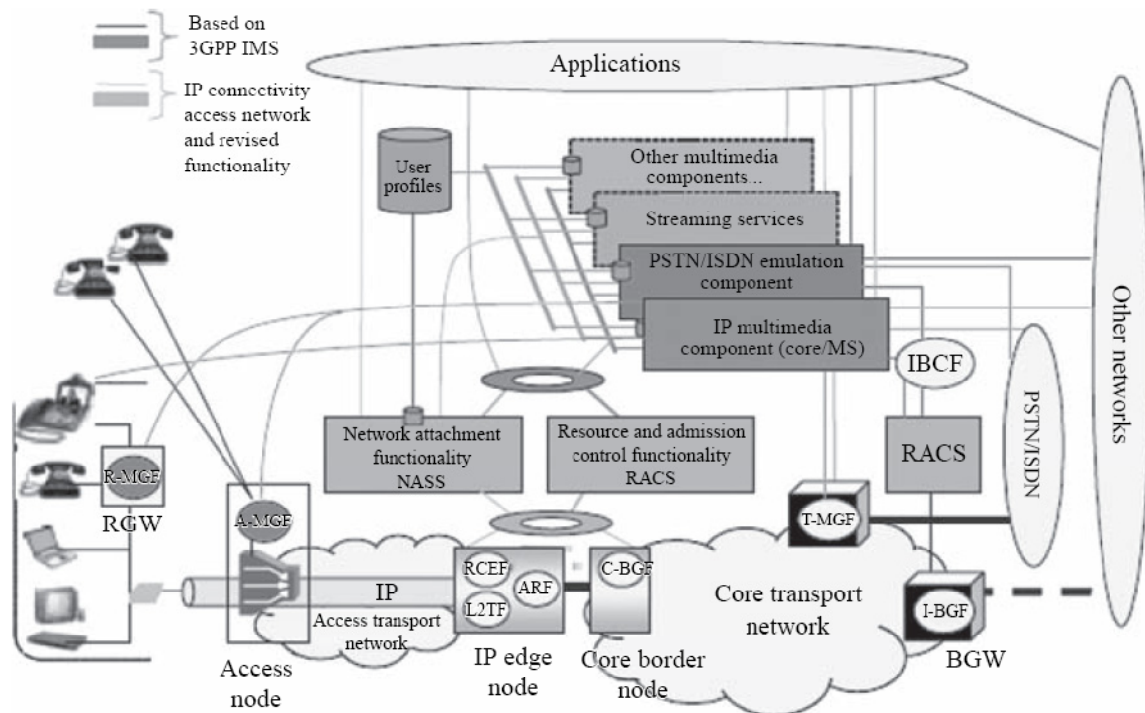 Based on
3GPP IMS
IP connectivity
access network
and revised
functionality
Applications
User
profiles
Other multimedia
components...
Streaming services
PSTN/ISDN emulation
component
IP multimedia
component (core/MS)
IBCF
Other networks
PSTN/ISDN
Network attachment
functionality
NASS
Resource and admission
control functionality
RACS
RACS
R-MGF
RGW
A-MGF
T-MGF
RCEF
ARF
L2TF
C-BGF
IP
Access transport
network
Core transport
network
I-BGF
BGW
Access
node
IP edge
node
Core border
node